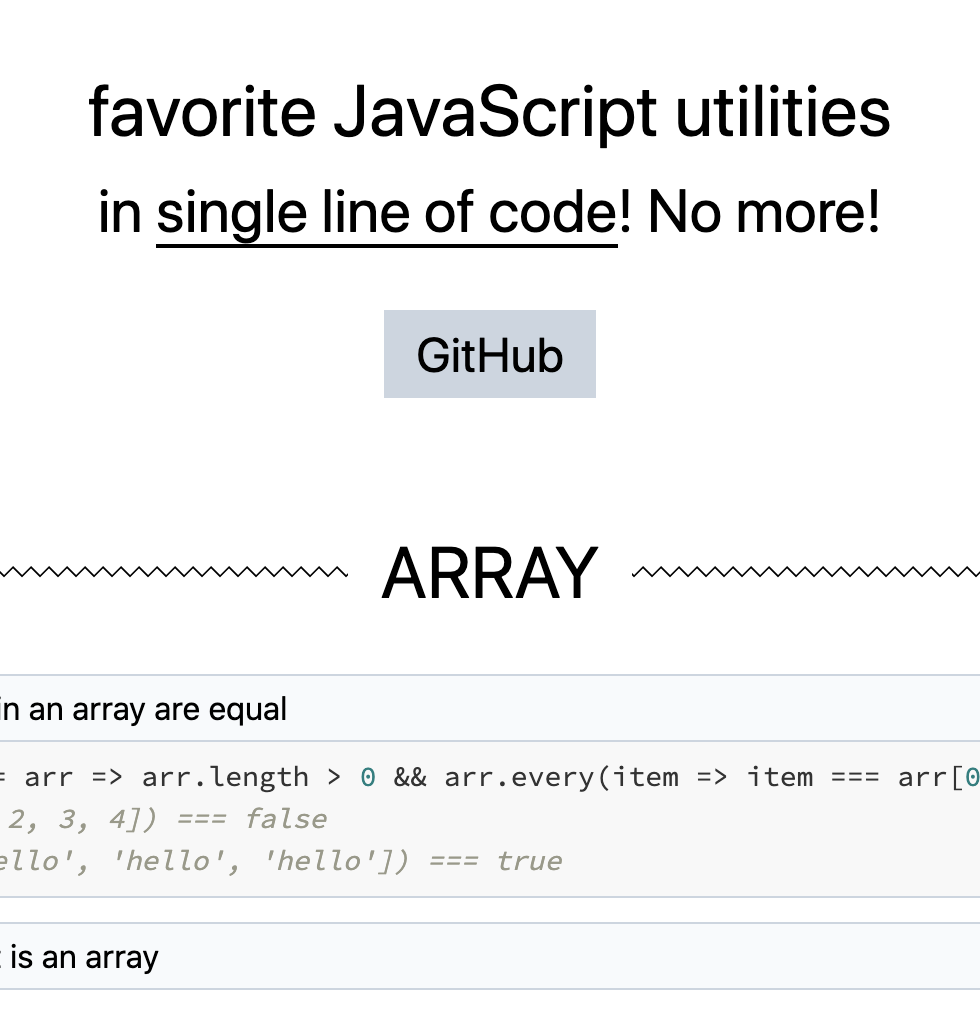 favorite JavaScript utilities
in single line of code! No more!
GitHub
ARRAY
in an array are equal
= arr => arr.length > 0 && arr.every(item => item === arr[0
2, 3, 4]) === false
ello', 'hello', 'hello']) === true
is an array